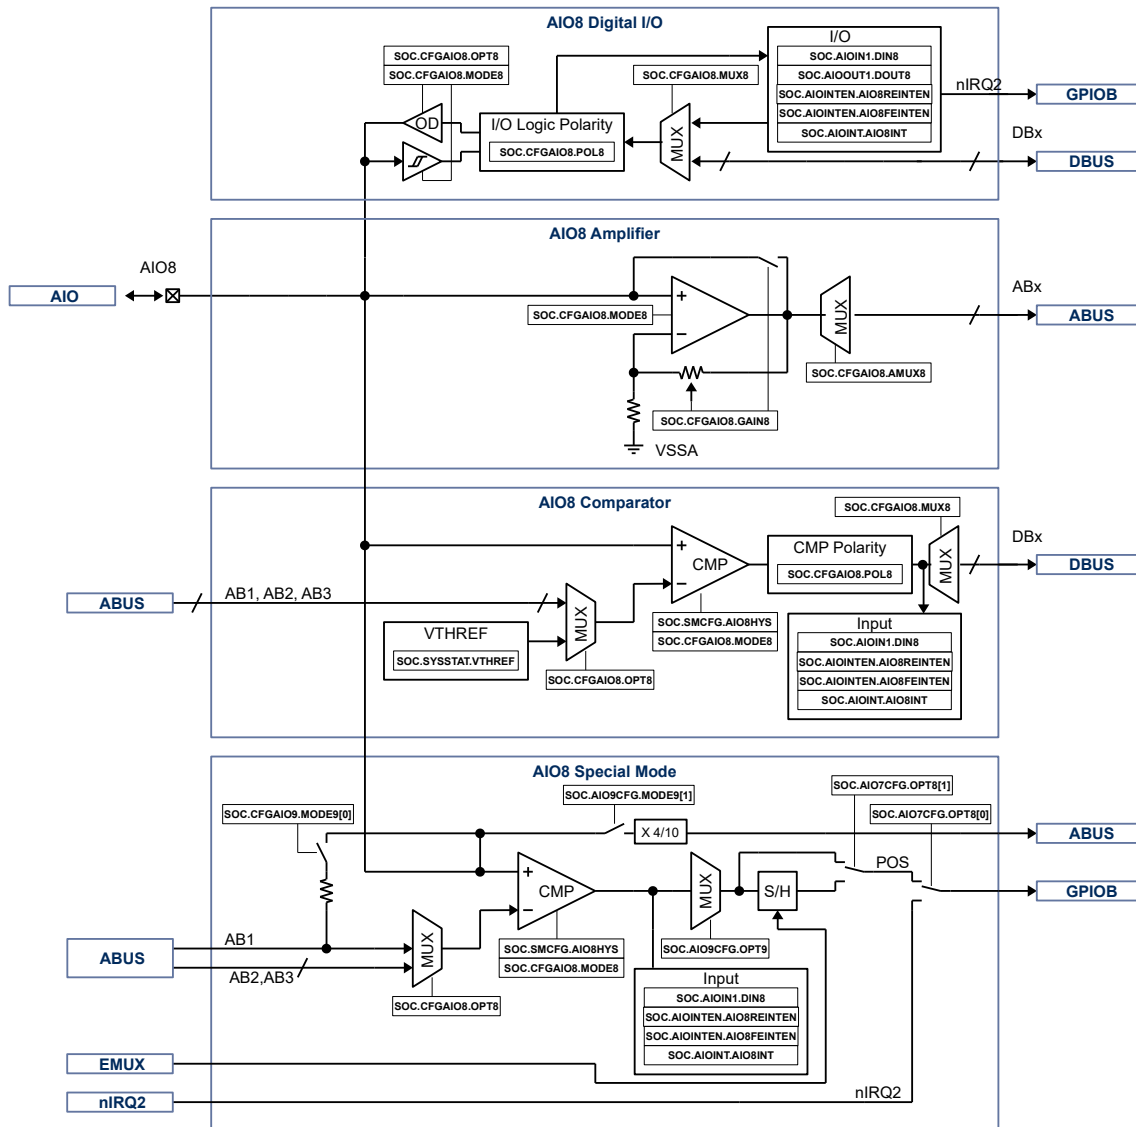 AIO8 Digital I/O
SOC.CFGAIO8.OPT8
SOC.CFGAIO8.MODE8
OD
I/O Logic Polarity
SOC.CFGAIO8.POL8
SOC.CFGAIO8.MUX8
MUX
I/O
SOC.AIOIN1.DIN8
SOC.AIOOUT1.DOUT8
SOC.AIOINTEN.AIO8REINTEN
SOC.AIOINTEN.AIO8FEINTEN
SOC.AIOINT.AIO8INT
nIRQ2
GPIOB
DBx
DBUS
AIO8 Amplifier
AIO
AIO8
SOC.CFGAIO8.MODE8
+
−
MUX
ABx
ABUS
SOC.CFGAIO8.AMUX8
SOC.CFGAIO8.GAIN8
VSSA
AIO8 Comparator
ABUS
AB1, AB2, AB3
VTHREF
SOC.SYSSTAT.VTHREF
MUX
SOC.CFGAIO8.OPT8
+
−
CMP
SOC.SMCFG.AIO8HYS
SOC.CFGAIO8.MODE8
CMP Polarity
SOC.CFGAIO8.POL8
SOC.CFGAIO8.MUX8
MUX
DBx
DBUS
Input
SOC.AIOIN1.DIN8
SOC.AIOINTEN.AIO8REINTEN
SOC.AIOINTEN.AIO8FEINTEN
SOC.AIOINT.AIO8INT
AIO8 Special Mode
SOC.CFGAIO9.MODE9[0]
SOC.AIO9CFG.MODE9[1]
SOC.AIO7CFG.OPT8[1]
SOC.AIO7CFG.OPT8[0]
X 4/10
ABUS
+
−
CMP
SOC.SMCFG.AIO8HYS
SOC.CFGAIO8.MODE8
MUX
SOC.AIO9CFG.OPT9
S/H
POS
GPIOB
ABUS
AB1
AB2,AB3
MUX
SOC.CFGAIO8.OPT8
Input
SOC.AIOIN1.DIN8
SOC.AIOINTEN.AIO8REINTEN
SOC.AIOINTEN.AIO8FEINTEN
SOC.AIOINT.AIO8INT
EMUX
nIRQ2
nIRQ2